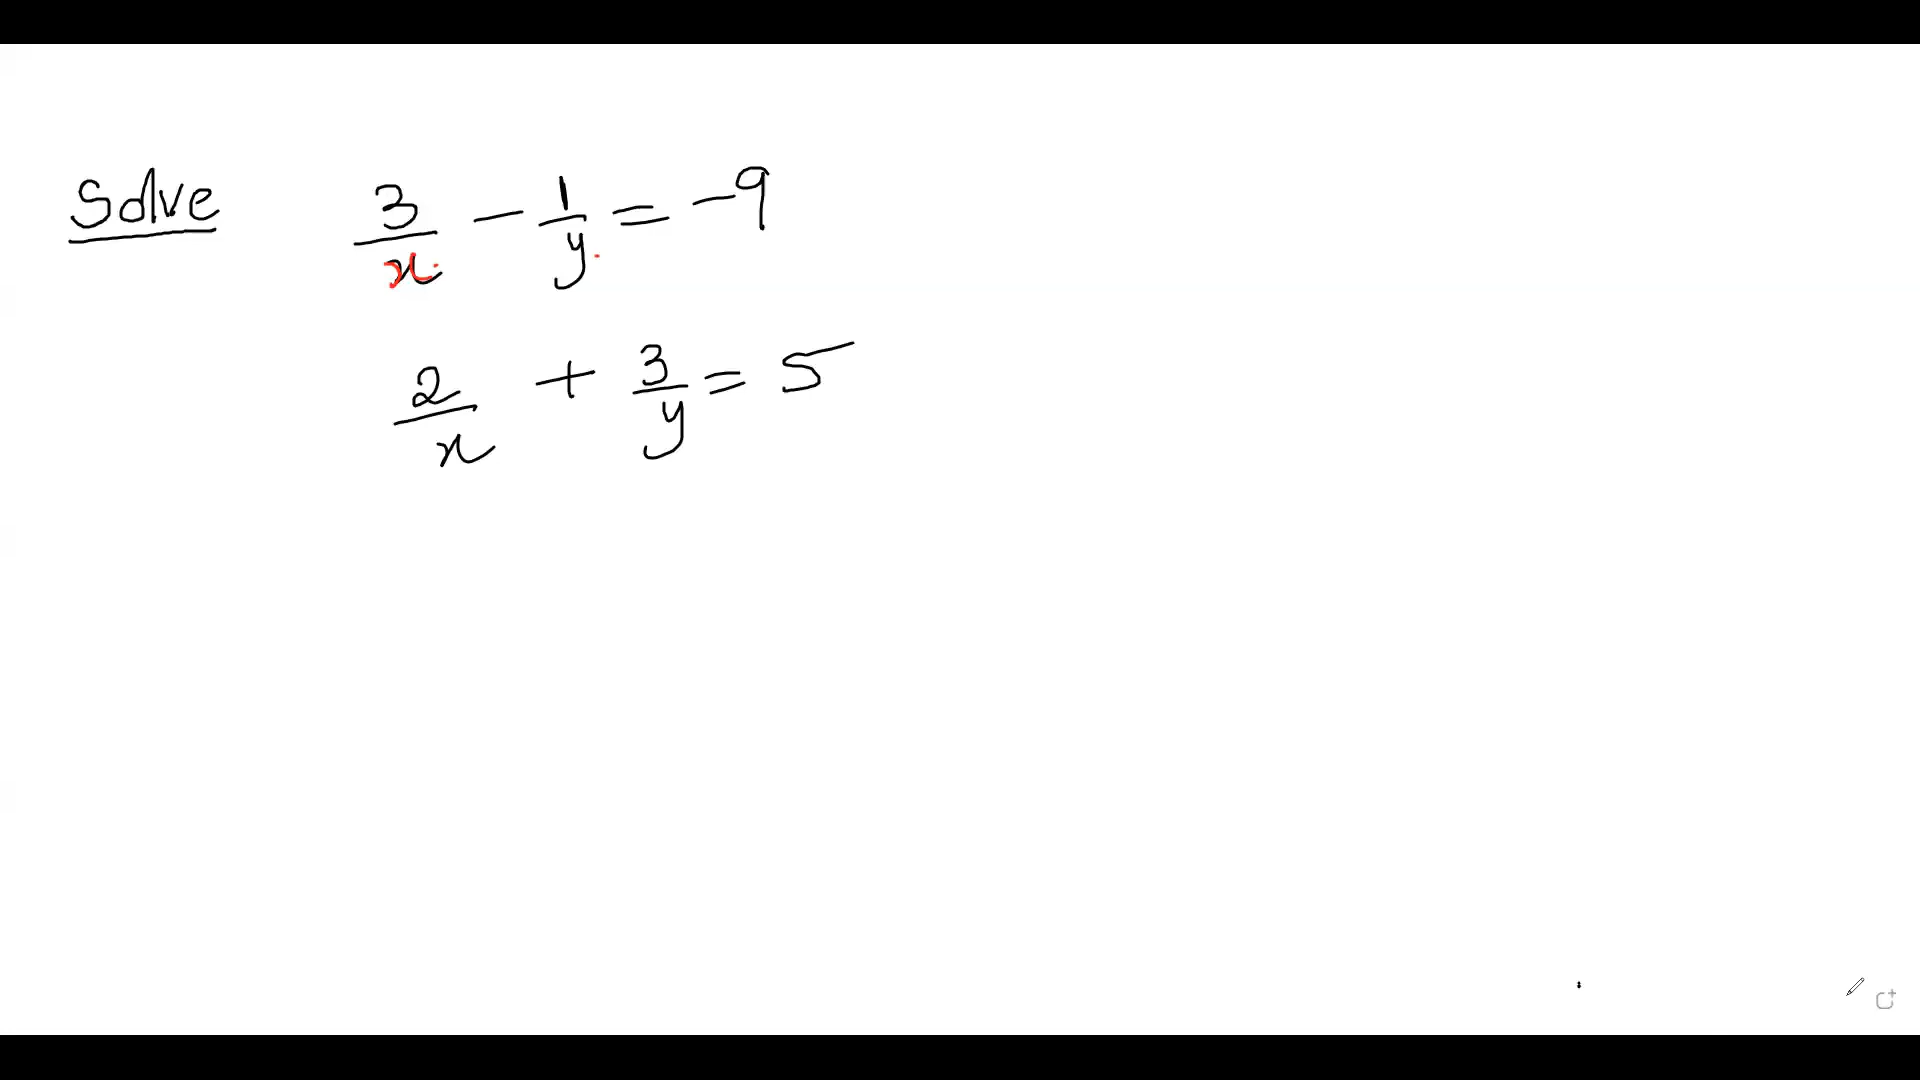 Solve 3/x - 1/y = -9
2/x + 3/y = 5